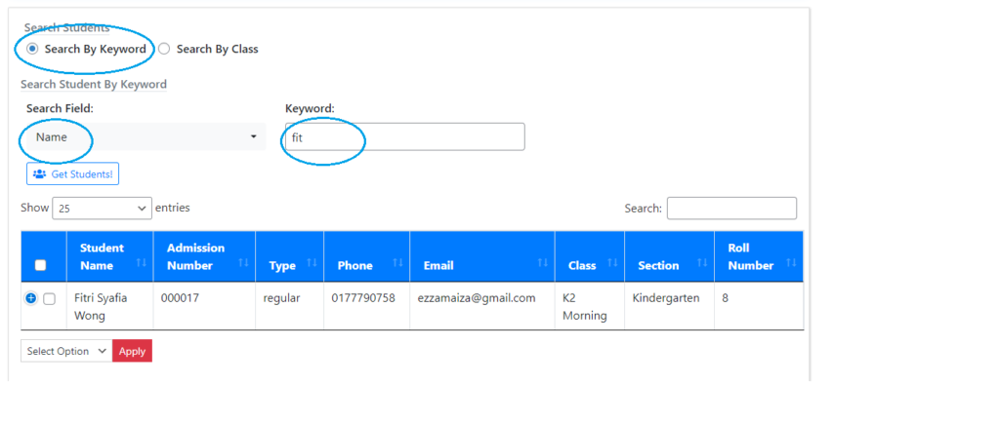 Search Students
Search By Keyword Search By Class
Search Student By Keyword
Search Field: Keyword:
Name fit
Get Students!
Show 25 entries Search:
Student Name Admission Number Type Phone Email Class Section Roll Number
Fitri Syafia Wong 000017 regular 0177790758 ezzamaiza@gmail.com K2 Morning Kindergarten 8
Select Option Apply